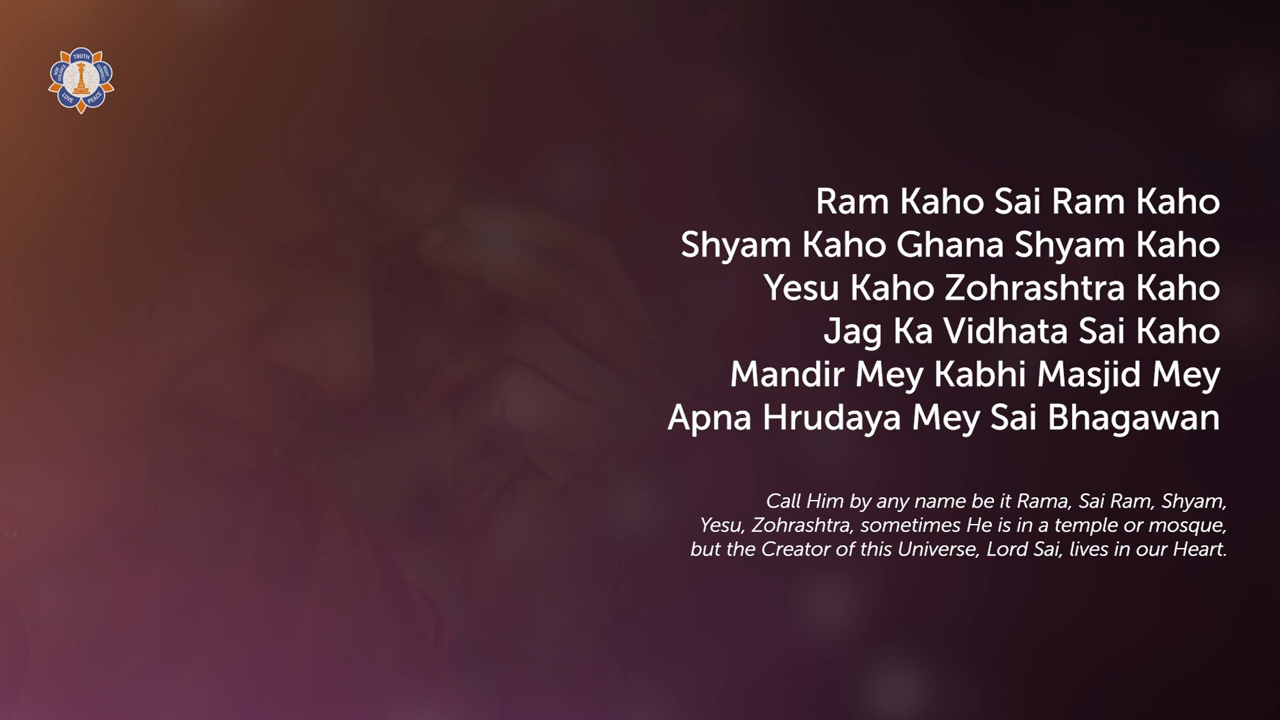 TRUTH
LOVE
PEACE
Ram Kaho Sai Ram Kaho
Shyam Kaho Ghana Shyam Kaho
Yesu Kaho Zohrashtra Kaho
Jag Ka Vidhata Sai Kaho
Mandir Mey Kabhi Masjid Mey
Apna Hrudaya Mey Sai Bhagawan
Call Him by any name be it Rama, Sai Ram, Shyam,
Yesu, Zohrashtra, sometimes He is in a temple or mosque,
but the Creator of this Universe, Lord Sai, lives in our Heart.